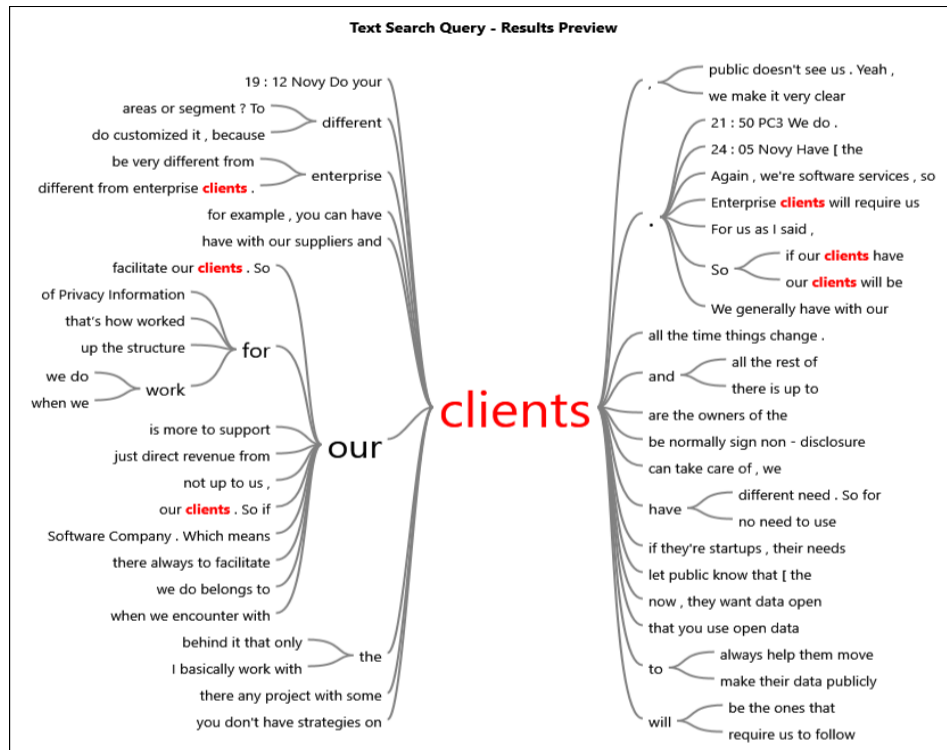 Text Search Query - Results Preview
19 : 12 Novy Do your
areas or segment ? To
do customized it , because
different
be very different from
different from enterprise clients .
enterprise
for example , you can have
have with our suppliers and
facilitate our clients . So
of Privacy Information
that's how worked
up the structure
we do
when we
work
for
is more to support
just direct revenue from
not up to us ,
our clients . So if
Software Company . Which means
there always to facilitate
we do belongs to
when we encounter with
our
behind it that only
I basically work with
the
there any project with some
you don't have strategies on
clients
,
public doesn't see us . Yeah ,
we make it very clear
.
21 : 50 PC3 We do .
24 : 05 Novy Have [ the
Again , we're software services , so
Enterprise clients will require us
For us as I said ,
So
if our clients have
our clients will be
We generally have with our
all the time things change .
and
all the rest of
there is up to
are the owners of the
be normally sign non - disclosure
can take care of , we
have
different need . So for
no need to use
if they're startups , their needs
let public know that [ the
now , they want data open
that you use open data
to
always help them move
make their data publicly
will
be the ones that
require us to follow